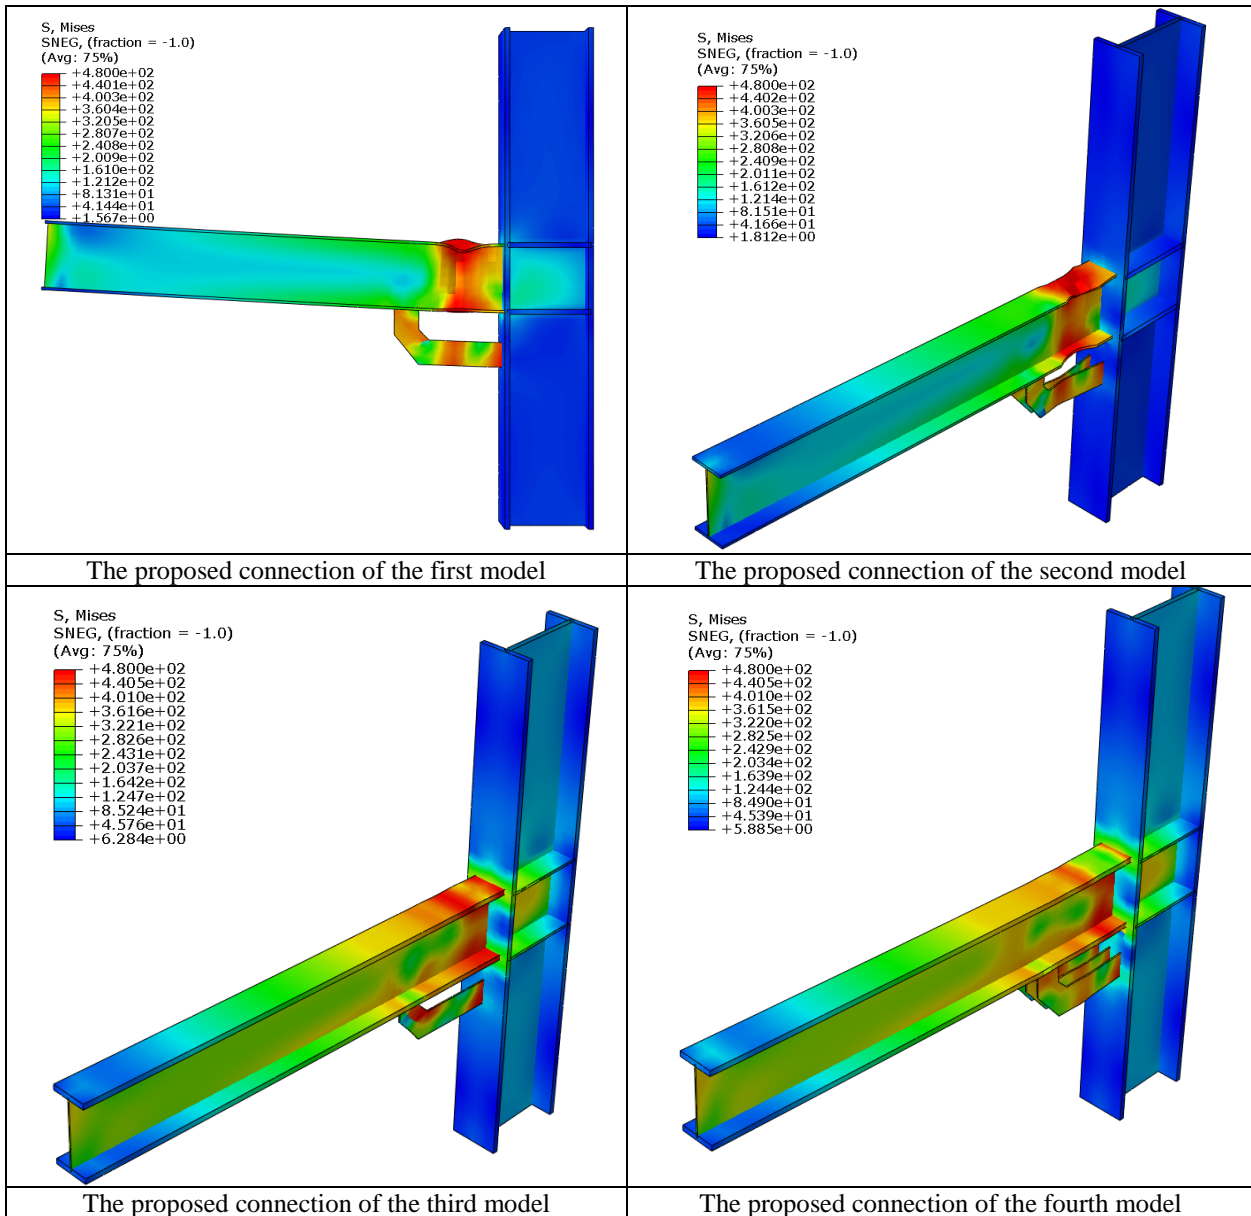 S, Mises
SNEG, (fraction = -1.0)
(Avg: 75%)
+4.800e+02
+4.401e+02
+4.003e+02
+3.604e+02
+3.205e+02
+2.807e+02
+2.408e+02
+2.009e+02
+1.610e+02
+1.212e+02
+8.131e+01
+4.144e+01
+1.567e+00
The proposed connection of the first model
S, Mises
SNEG, (fraction = -1.0)
(Avg: 75%)
+4.800e+02
+4.402e+02
+4.003e+02
+3.605e+02
+3.206e+02
+2.808e+02
+2.409e+02
+2.011e+02
+1.612e+02
+1.214e+02
+8.151e+01
+4.166e+01
+1.812e+00
The proposed connection of the second model
S, Mises
SNEG, (fraction = -1.0)
(Avg: 75%)
+4.800e+02
+4.405e+02
+4.010e+02
+3.616e+02
+3.221e+02
+2.826e+02
+2.431e+02
+2.037e+02
+1.642e+02
+1.247e+02
+8.524e+01
+4.576e+01
+6.284e+00
The proposed connection of the third model
S, Mises
SNEG, (fraction = -1.0)
(Avg: 75%)
+4.800e+02
+4.405e+02
+4.010e+02
+3.615e+02
+3.220e+02
+2.825e+02
+2.429e+02
+2.034e+02
+1.639e+02
+1.244e+02
+8.490e+01
+4.539e+01
+5.885e+00
The proposed connection of the fourth model